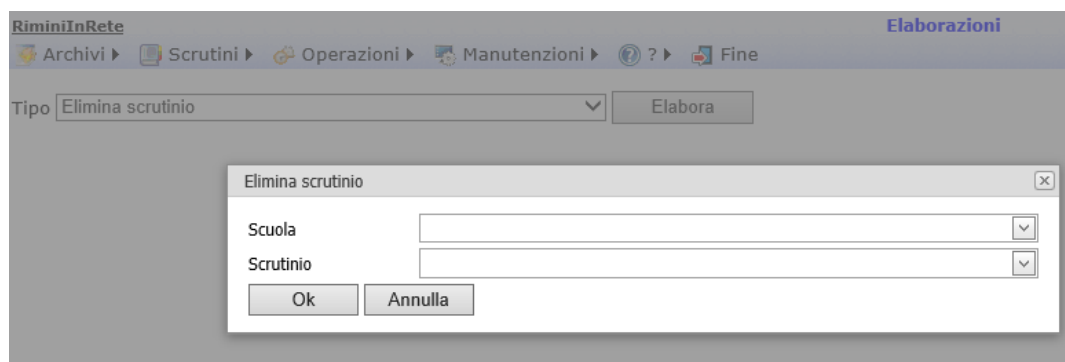 RiminiInRete Elaborazioni
Archivi Scrutini Operazioni Manutenzioni ? Fine
Tipo Elimina scrutinio Elabora
Elimina scrutinio
Scuola
Scrutinio
Ok Annulla